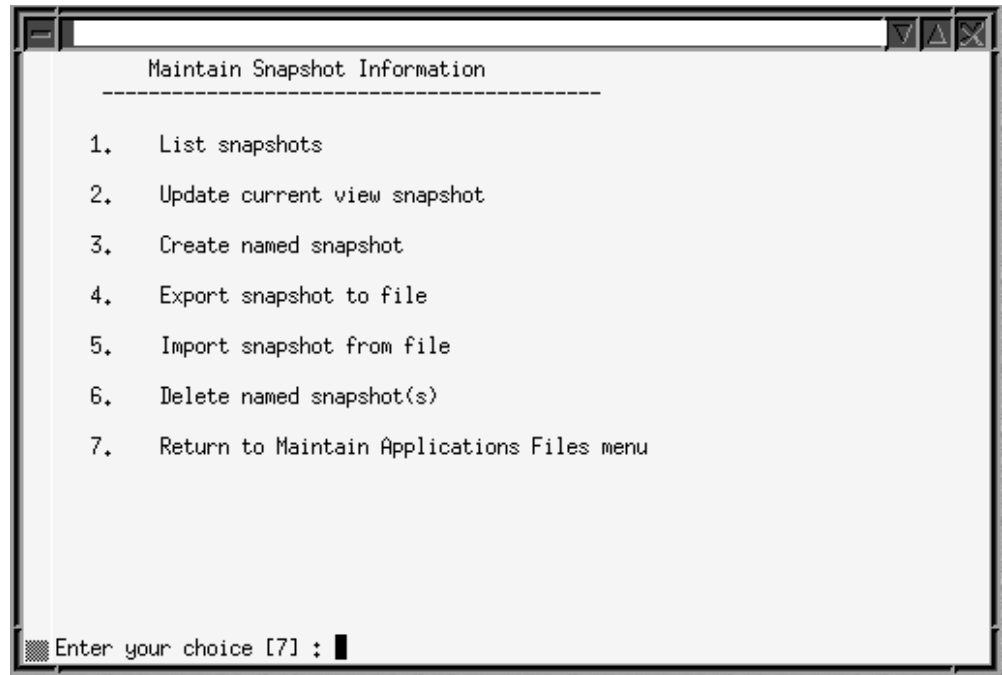 Maintain Snapshot Information
-------------------------------------------
1. List snapshots
2. Update current view snapshot
3. Create named snapshot
4. Export snapshot to file
5. Import snapshot from file
6. Delete named snapshot(s)
7. Return to Maintain Applications Files menu
Enter your choice [7] :